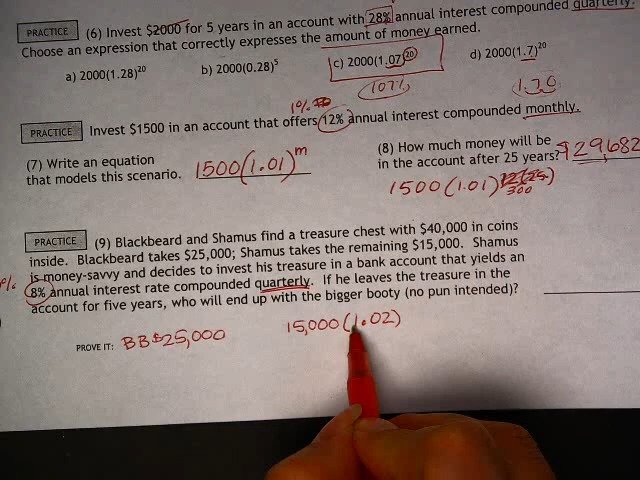 PRACTICE (6) Invest $2000 for 5 years in an account with 28% annual interest compounded quarterly.
Choose an expression that correctly expresses the amount of money earned.
a) 2000(1.28)²⁰ b) 2000(0.28)⁵ c) 2000(1.07)²⁰ d) 2000(1.7)²⁰
107% 1.70
1%
PRACTICE Invest $1500 in an account that offers 12% annual interest compounded monthly.
(7) Write an equation
that models this scenario. 1500(1.01)ᵐ
(8) How much money will be
in the account after 25 years? $29,682
1500(1.01)12(25)
300
PRACTICE (9) Blackbeard and Shamus find a treasure chest with $40,000 in coins
inside. Blackbeard takes $25,000; Shamus takes the remaining $15,000. Shamus
is money-savvy and decides to invest his treasure in a bank account that yields an
8% annual interest rate compounded quarterly. If he leaves the treasure in the
account for five years, who will end up with the bigger booty (no pun intended)?
PROVE IT: BB $25,000 15,000(1.02)